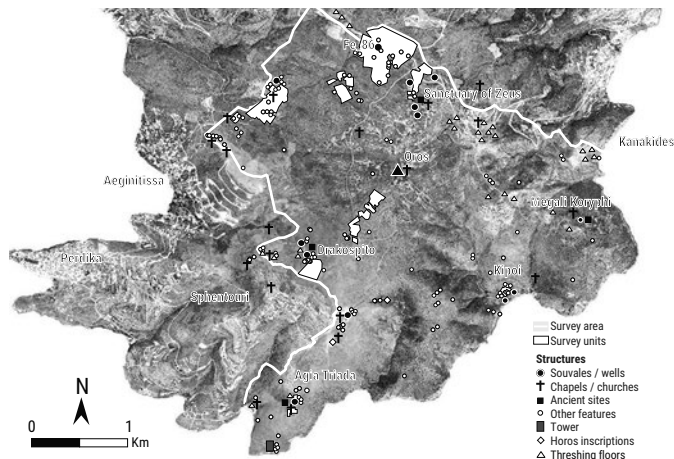 Fe. 86
Sanctuary of Zeus
Kanakides
Oros
Aeginitissa
Megali Koryphi
Drakospito
Perdika
Kipoi
Sphentouri
Agia Triada
N
0
1
Km
Survey area
Survey units
Structures
Souvales / wells
Chapels / churches
Ancient sites
Other features
Tower
Horos inscriptions
Threshing floors